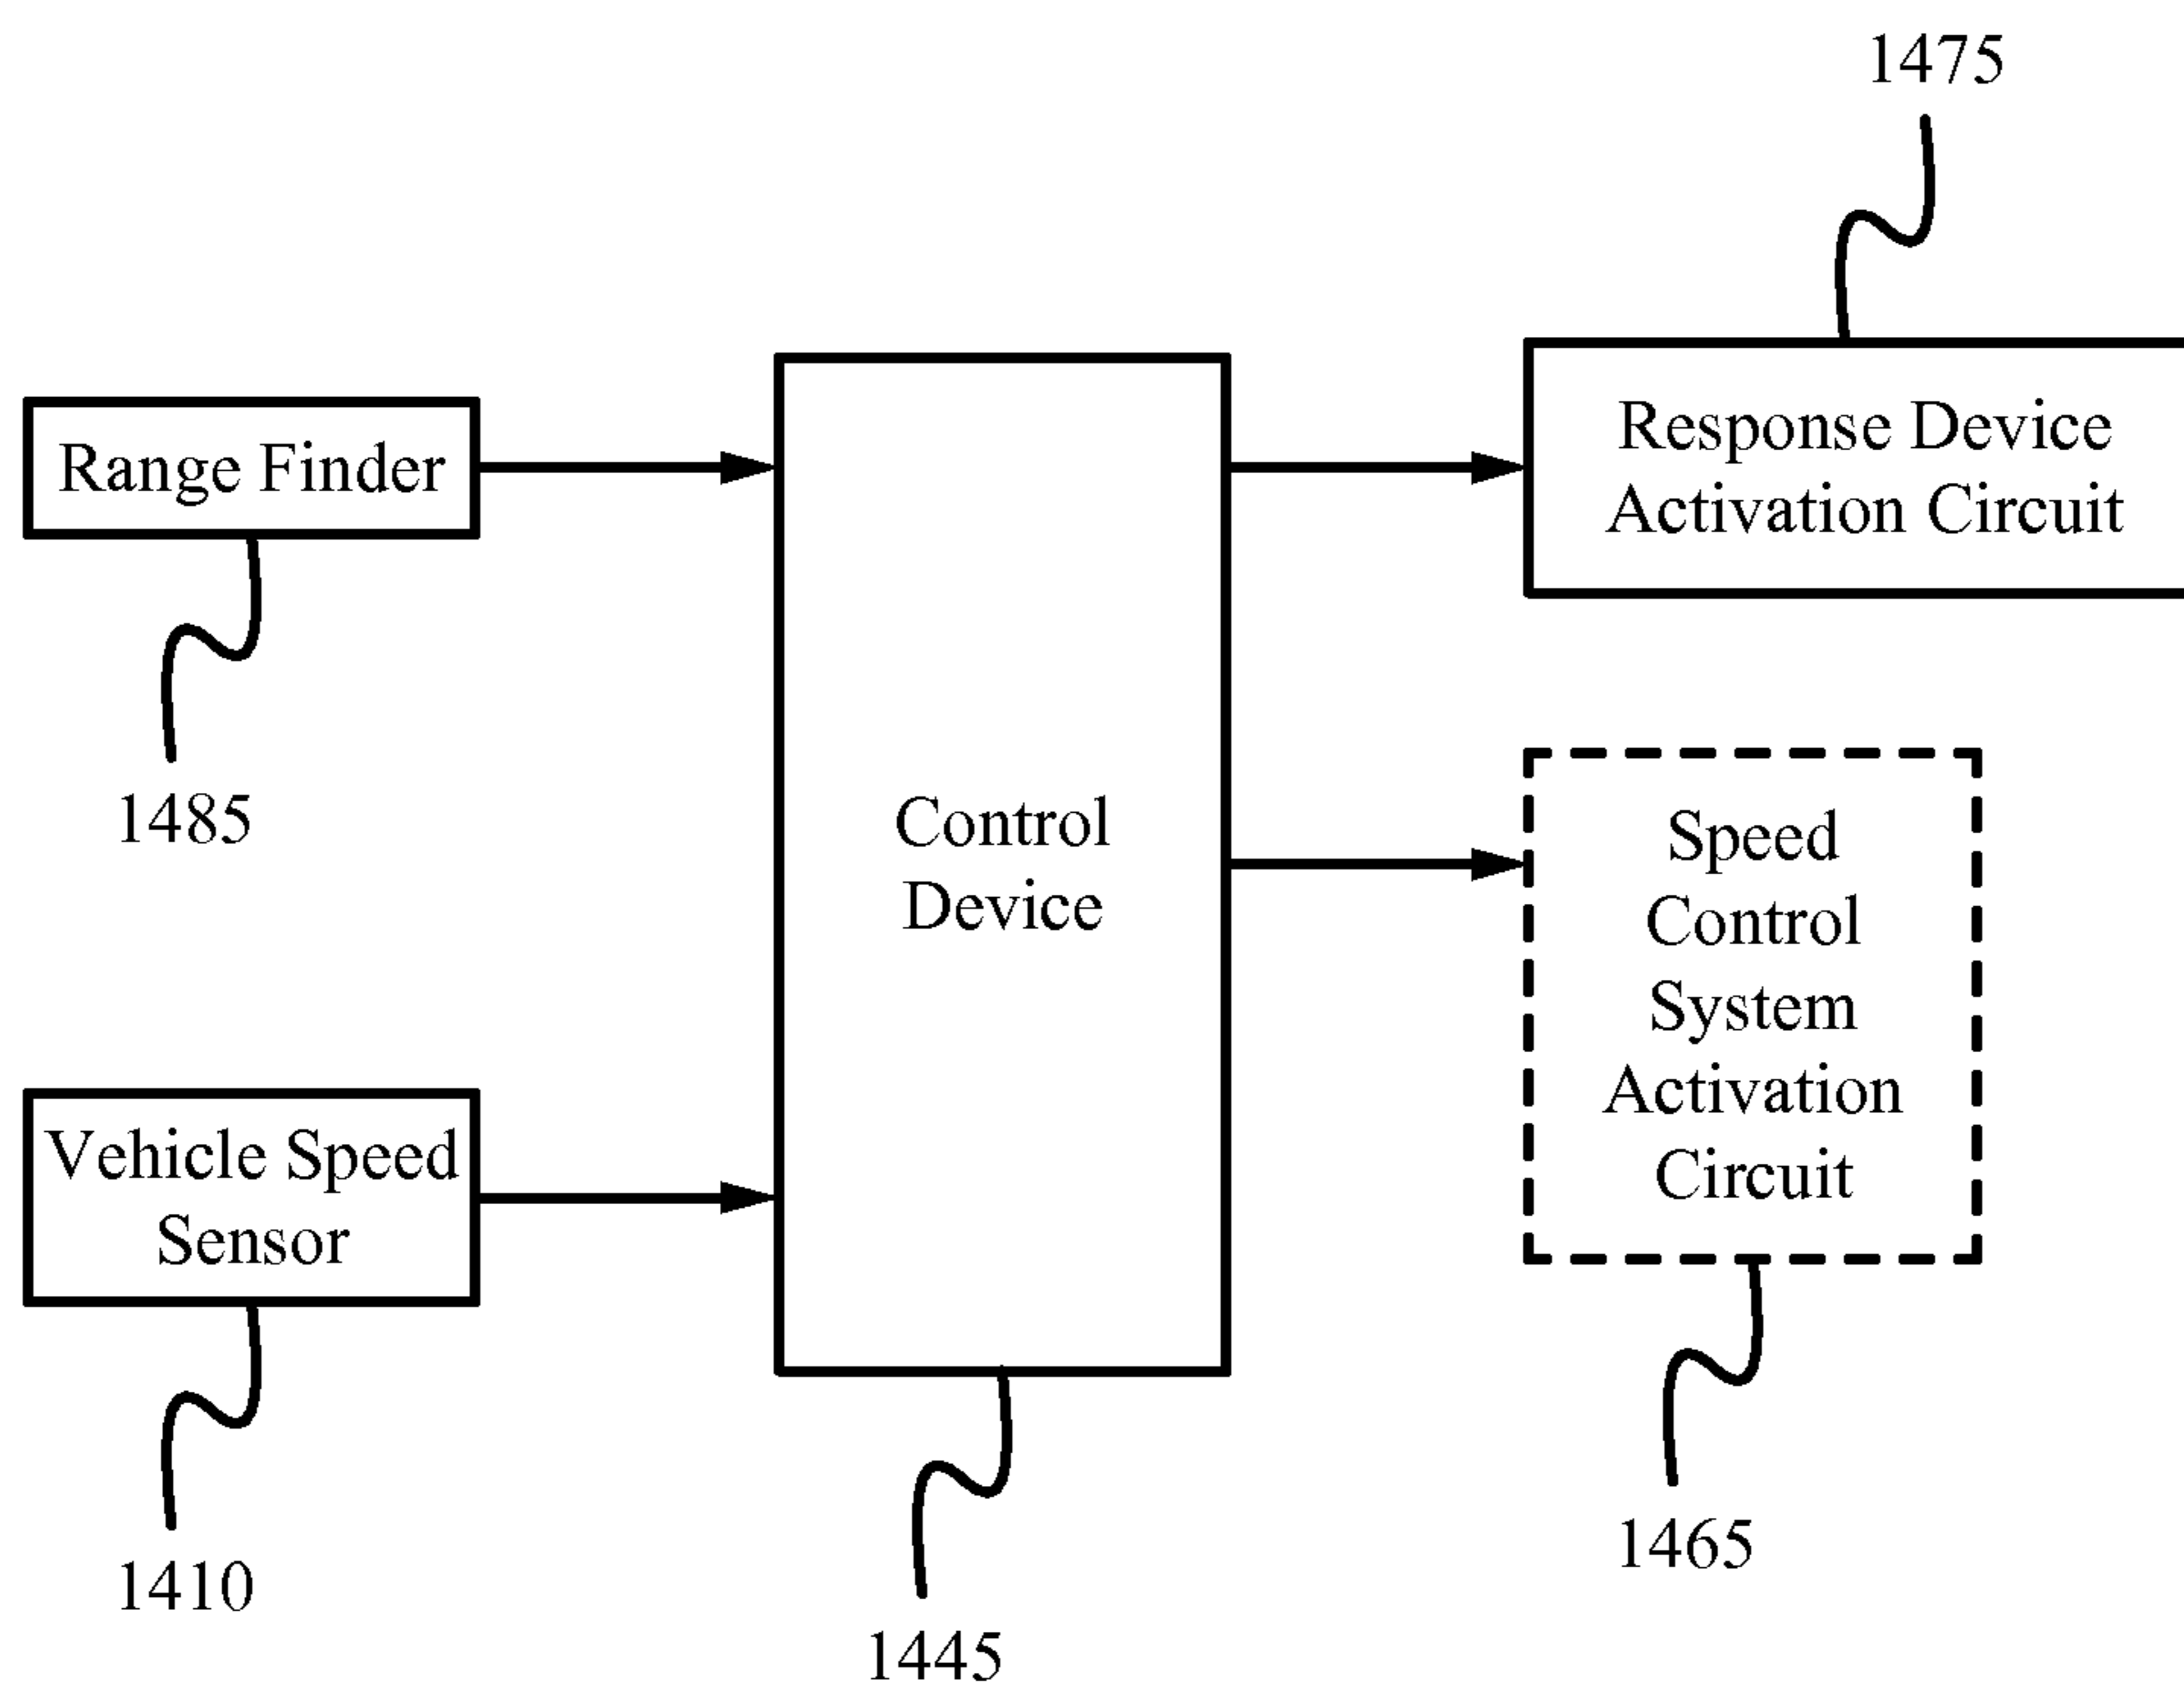 1475
Range Finder
Response Device
Activation Circuit
1485
Control
Device
Speed
Control
System
Activation
Circuit
Vehicle Speed
Sensor
1410
1445
1465